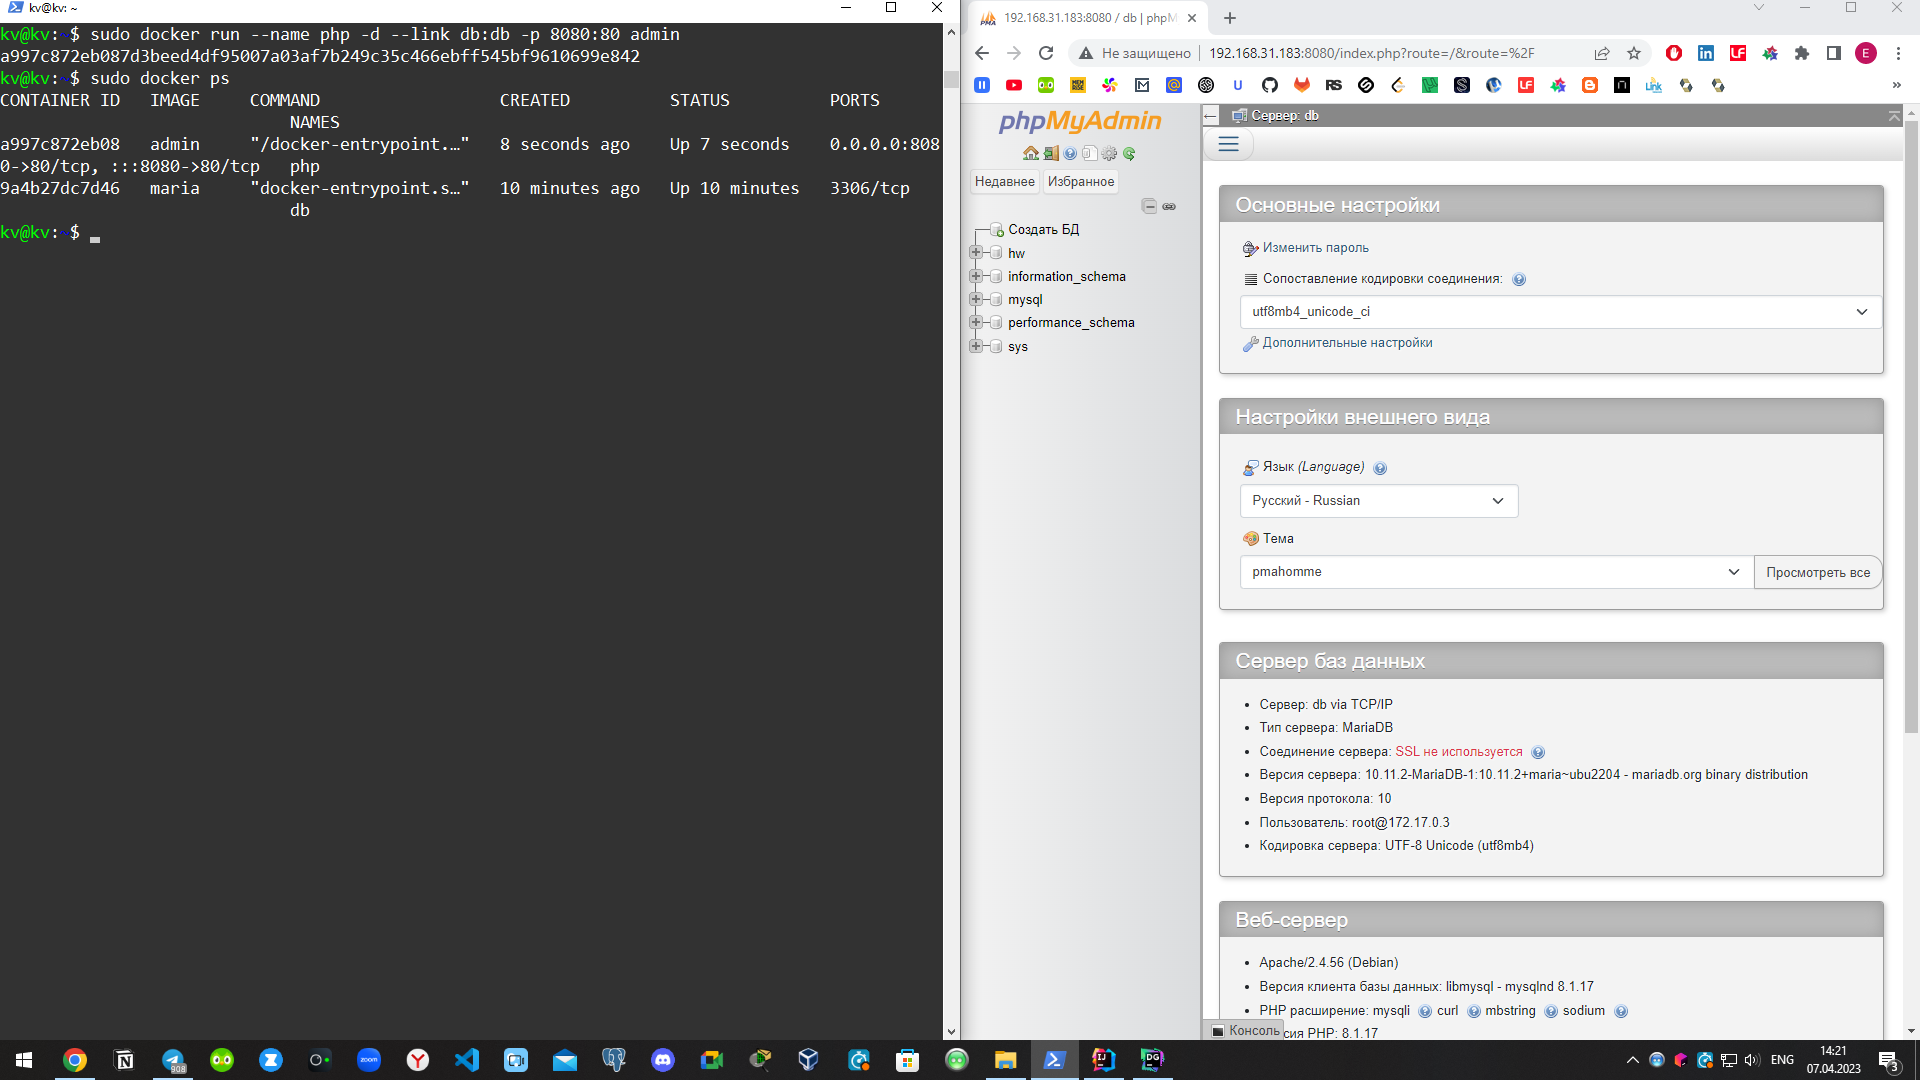 kv@kv: ~
kv@kv:~$ sudo docker run --name php -d --link db:db -p 8080:80 admin
a997c872eb087d3beed4df95007a03af7b249c35c466ebff545bf9610699e842
kv@kv:~$ sudo docker ps
CONTAINER ID   IMAGE     COMMAND                  CREATED          STATUS          PORTS
                             NAMES
a997c872eb08   admin     "/docker-entrypoint.…"   8 seconds ago    Up 7 seconds    0.0.0.0:808
0->80/tcp, :::8080->80/tcp   php
9a4b27dc7d46   maria     "docker-entrypoint.s…"   10 minutes ago   Up 10 minutes   3306/tcp
                             db
kv@kv:~$
192.168.31.183:8080 / db | phpM
Не защищено
192.168.31.183:8080/index.php?route=/&route=%2F
phpMyAdmin
Недавнее Избранное
Создать БД
hw
information_schema
mysql
performance_schema
sys
Сервер: db
Основные настройки
Изменить пароль
Сопоставление кодировки соединения:
utf8mb4_unicode_ci
Дополнительные настройки
Настройки внешнего вида
Язык (Language)
Русский - Russian
Тема
pmahomme
Просмотреть все
Сервер баз данных
Сервер: db via TCP/IP
Тип сервера: MariaDB
Соединение сервера: SSL не используется
Версия сервера: 10.11.2-MariaDB-1:10.11.2+maria~ubu2204 - mariadb.org binary distribution
Версия протокола: 10
Пользователь: root@172.17.0.3
Кодировка сервера: UTF-8 Unicode (utf8mb4)
Веб-сервер
Apache/2.4.56 (Debian)
Версия клиента базы данных: libmysql - mysqlnd 8.1.17
PHP расширение: mysqli curl mbstring sodium
Консоль
сия PHP: 8.1.17
908
zoom
ENG
14:21
07.04.2023
3